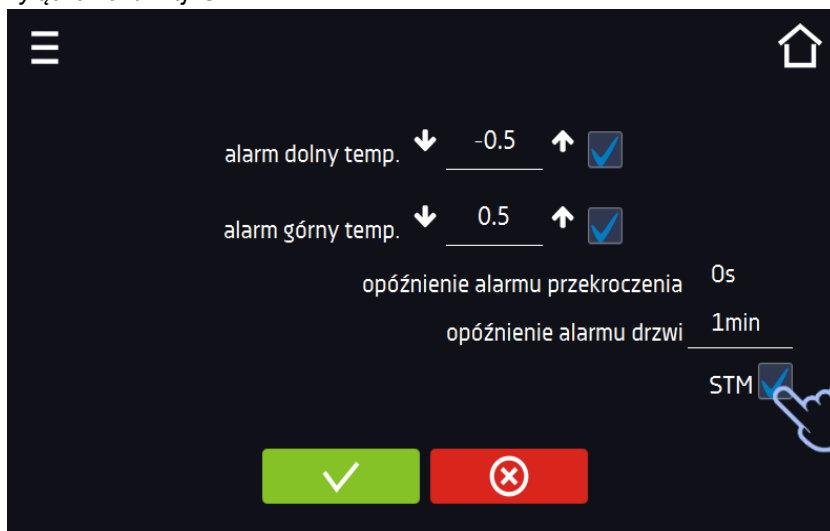 alarm dolny temp. -0.5
alarm górny temp. 0.5
opóźnienie alarmu przekroczenia 0s
opóźnienie alarmu drzwi 1min
STM